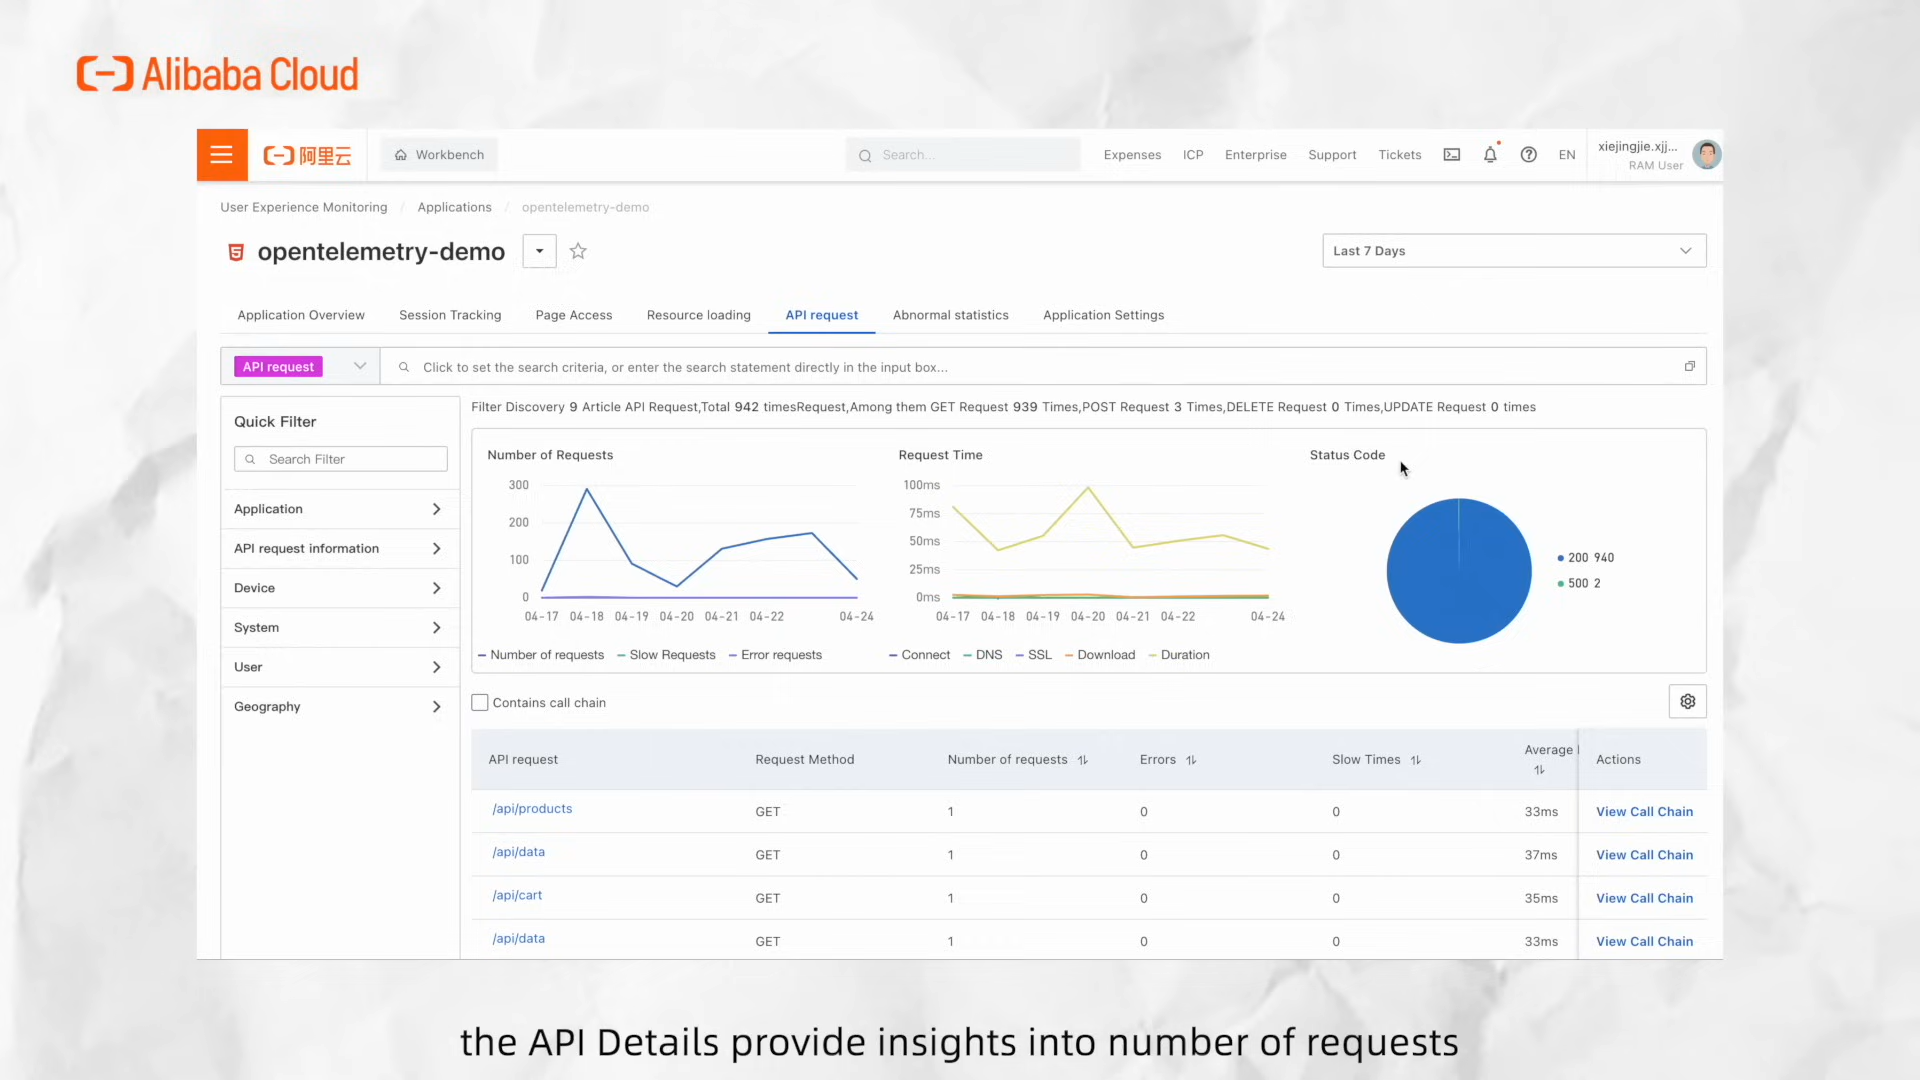 Alibaba Cloud
阿里云
Workbench
Search...
Expenses
ICP
Enterprise
Support
Tickets
EN
xiejingjie.xjj...
RAM User
User Experience Monitoring / Applications / opentelemetry-demo
opentelemetry-demo
Last 7 Days
Application Overview
Session Tracking
Page Access
Resource loading
API request
Abnormal statistics
Application Settings
API request
Click to set the search criteria, or enter the search statement directly in the input box...
Quick Filter
Search Filter
Application
API request information
Device
System
User
Geography
Filter Discovery 9 Article API Request,Total 942 timesRequest,Among them GET Request 939 Times,POST Request 3 Times,DELETE Request 0 Times,UPDATE Request 0 times
Number of Requests
300
200
100
0
04-17 04-18 04-19 04-20 04-21 04-22 04-24
Number of requests Slow Requests Error requests
Request Time
100ms
75ms
50ms
25ms
0ms
04-17 04-18 04-19 04-20 04-21 04-22 04-24
Connect DNS SSL Download Duration
Status Code
200 940
500 2
Contains call chain
API request Request Method Number of requests Errors Slow Times Average Actions
/api/products GET 1 0 0 33ms View Call Chain
/api/data GET 1 0 0 37ms View Call Chain
/api/cart GET 1 0 0 35ms View Call Chain
/api/data GET 1 0 0 33ms View Call Chain
the API Details provide insights into number of requests